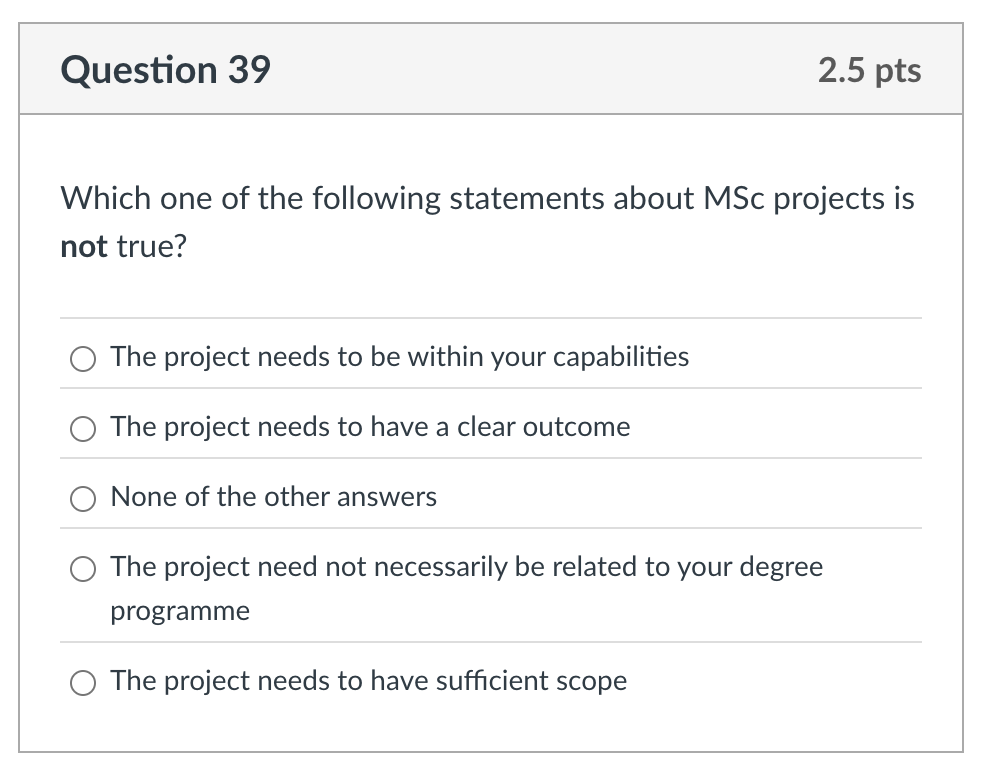 Question 39
2.5 pts
Which one of the following statements about MSc projects is
not true?
The project needs to be within your capabilities
The project needs to have a clear outcome
None of the other answers
The project need not necessarily be related to your degree
programme
The project needs to have sufficient scope